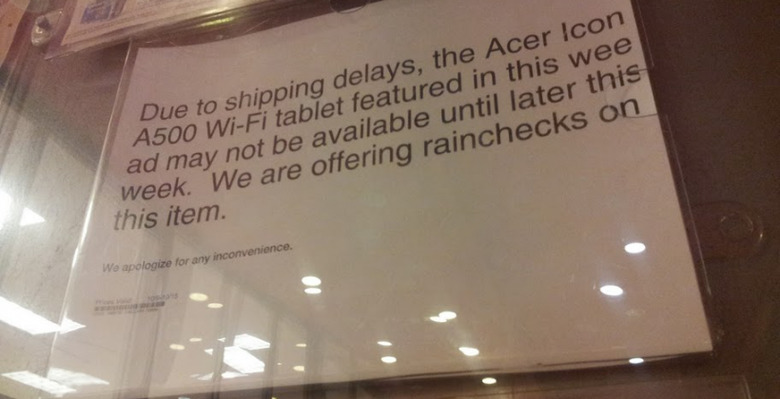 Due to shipping delays, the Acer Icon
A500 Wi-Fi tablet featured in this wee
ad may not be available until later this
week. We are offering rainchecks on
this item.
We apologize for any inconvenience.